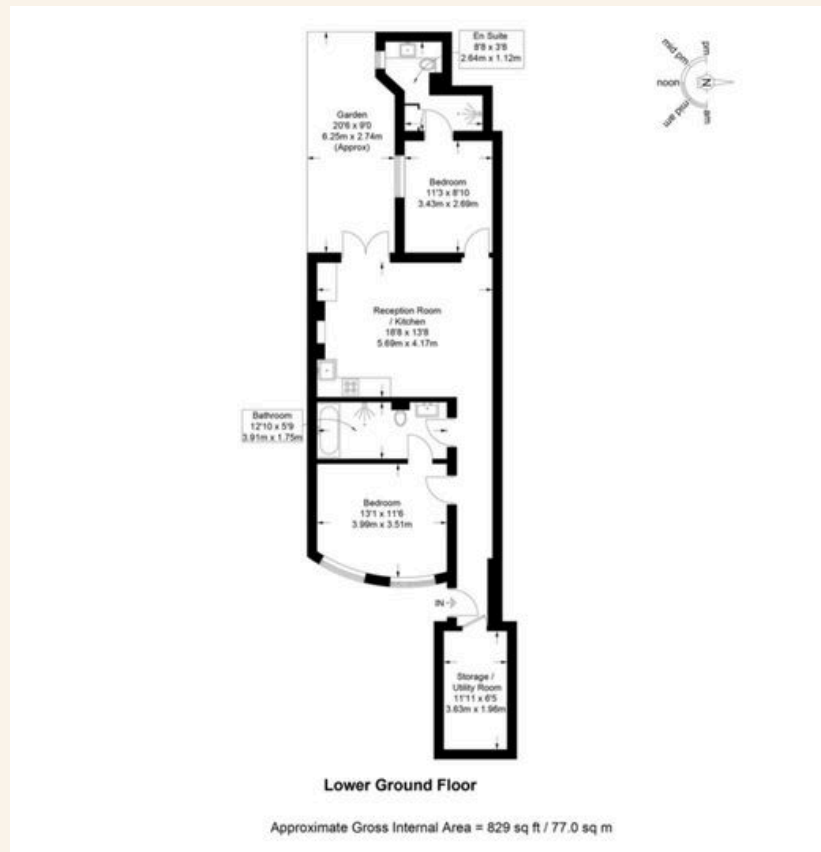 En Suite
8'8 x 3'8
2.64m x 1.12m
mid pm
pm
noon
N
mid am
am
Garden
20'6 x 9'0
6.25m x 2.74m
(Approx)
Bedroom
11'3 x 8'10
3.43m x 2.69m
Reception Room
/ Kitchen
18'8 x 13'8
5.69m x 4.17m
Bathroom
12'10 x 5'9
3.91m x 1.75m
Bedroom
13'1 x 11'6
3.99m x 3.51m
IN
Storage /
Utility Room
11'11 x 6'5
3.63m x 1.96m
Lower Ground Floor
Approximate Gross Internal Area = 829 sq ft / 77.0 sq m